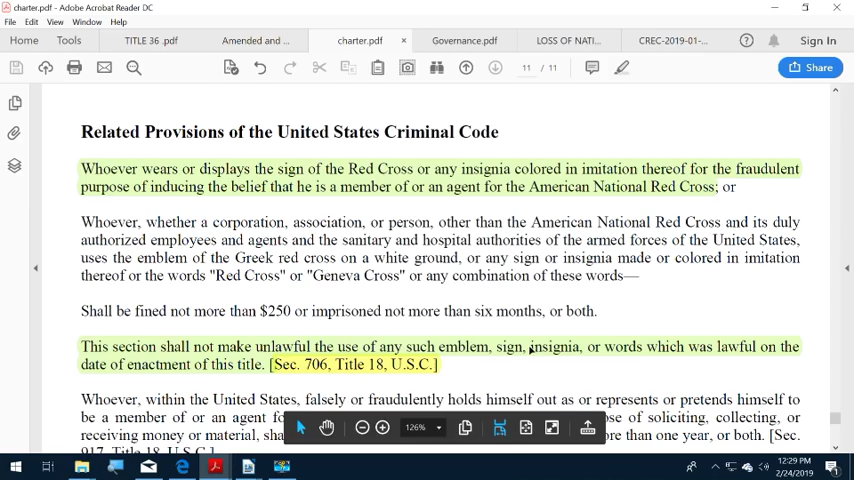 charter.pdf - Adobe Acrobat Reader DC
File Edit View Window Help
Home Tools TITLE 36 .pdf Amended and ... charter.pdf × Governance.pdf LOSS OF NATI... CREC-2019-01-... Sign In
11 / 11 Share
Related Provisions of the United States Criminal Code
Whoever wears or displays the sign of the Red Cross or any insignia colored in imitation thereof for the fraudulent
purpose of inducing the belief that he is a member of or an agent for the American National Red Cross; or
Whoever, whether a corporation, association, or person, other than the American National Red Cross and its duly
authorized employees and agents and the sanitary and hospital authorities of the armed forces of the United States,
uses the emblem of the Greek red cross on a white ground, or any sign or insignia made or colored in imitation
thereof or the words "Red Cross" or "Geneva Cross" or any combination of these words—
Shall be fined not more than $250 or imprisoned not more than six months, or both.
This section shall not make unlawful the use of any such emblem, sign, insignia, or words which was lawful on the
date of enactment of this title. [Sec. 706, Title 18, U.S.C.]
Whoever, within the United States, falsely or fraudulently holds himself out as or represents or pretends himself to
be a member of or an agent fo ose of soliciting, collecting, or
receiving money or material, sha ore than one year, or both. [Sec.
917, Title 18, U.S.C.]
126%
12:29 PM
2/24/2019